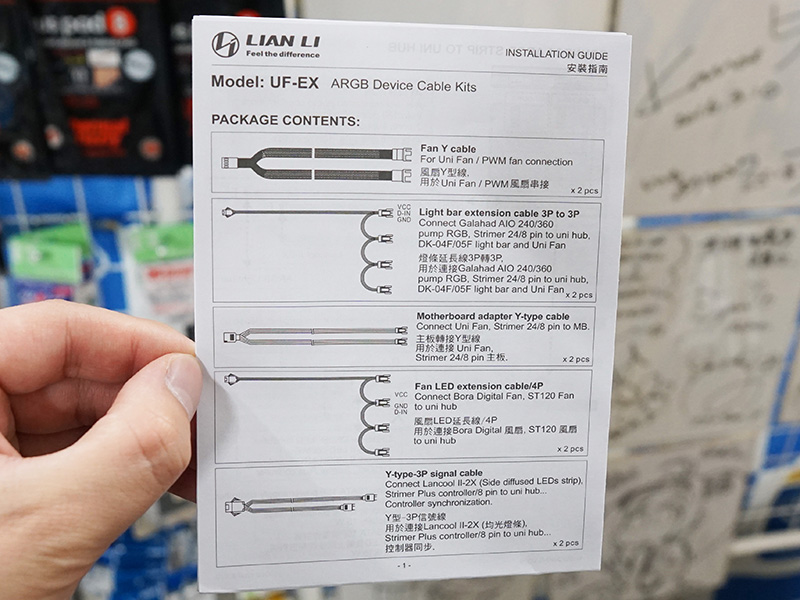 us pad 8
LIAN LI
Feel the difference
INSTALLATION GUIDE
安裝指南
Model: UF-EX ARGB Device Cable Kits
PACKAGE CONTENTS:
Fan Y cable
For Uni Fan / PWM fan connection
風扇Y型線,
用於 Uni Fan / PWM 風扇串接
x 2 pcs
VCC
D-IN
GND
Light bar extension cable 3P to 3P
Connect Galahad AIO 240/360
pump RGB, Strimer 24/8 pin to uni hub,
DK-04F/05F light bar and Uni Fan
燈條延長線3P轉3P,
用於連接Galahad AIO 240/360
pump RGB, Strimer 24/8 pin to uni hub,
DK-04F/05F light bar and Uni Fan
x 2 pcs
Motherboard adapter Y-type cable
Connect Uni Fan, Strimer 24/8 pin to MB.
主板轉接Y型線
用於連接 Uni Fan,
Strimer 24/8 pin 主板.
x 2 pcs
VCC
GND
D-IN
Fan LED extension cable/4P
Connect Bora Digital Fan, ST120 Fan
to uni hub
風扇LED延長線/4P
用於連接Bora Digital 風扇, ST120 風扇
to uni hub
x 2 pcs
Y-type-3P signal cable
Connect Lancool II-2X (Side diffused LEDs strip),
Strimer Plus controller/8 pin to uni hub...
Controller synchronization.
Y型-3P信號線
用於連接Lancool II-2X (均光燈條),
Strimer Plus controller/8 pin to uni hub...
控制器同步.
x 2 pcs
- 1 -